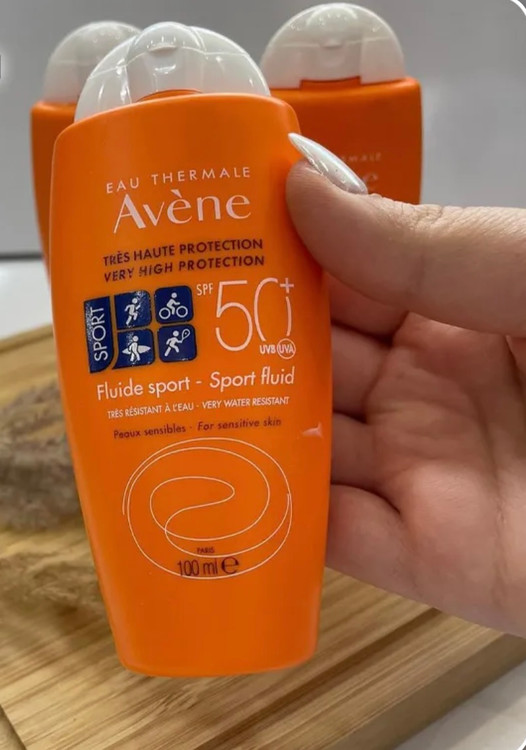 EAU THERMALE
Avène
TRÈS HAUTE PROTECTION
VERY HIGH PROTECTION
SPORT
SPF 50+
UVB UVA
Fluide sport - Sport fluid
TRÈS RÉSISTANT À L'EAU - VERY WATER RESISTANT
Peaux sensibles - For sensitive skin
PARIS
100 ml e